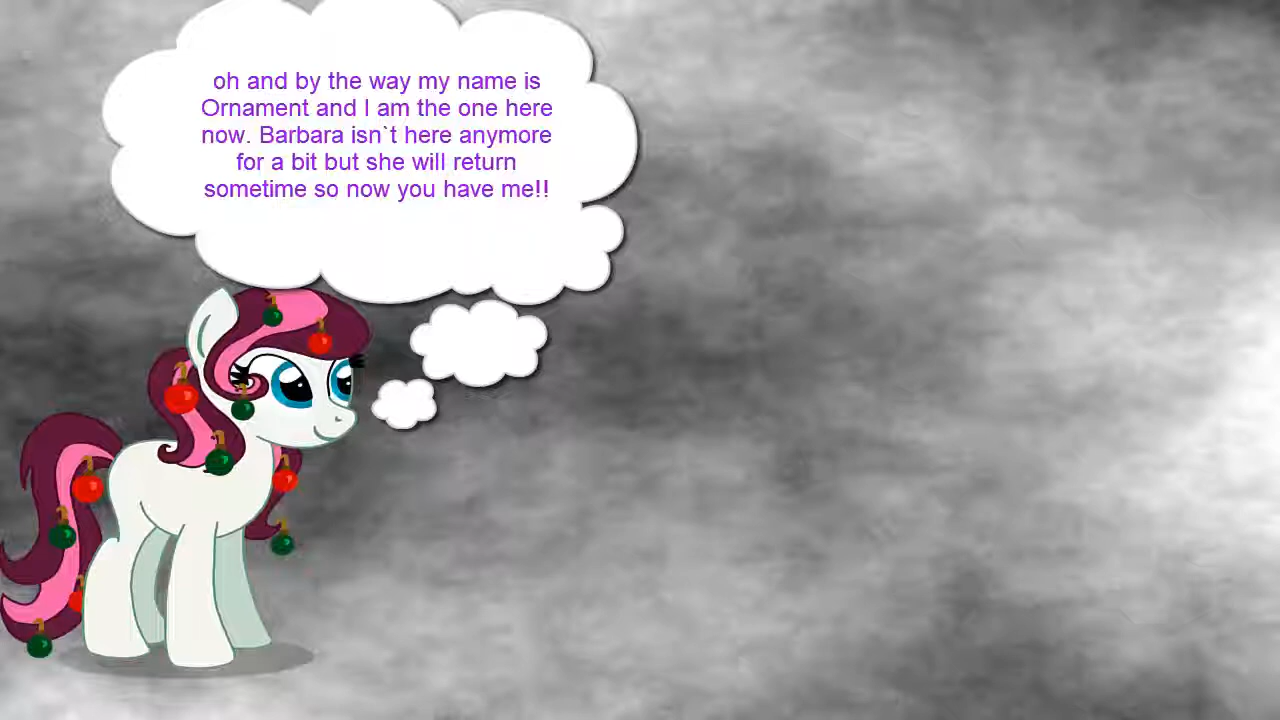 oh and by the way my name is
Ornament and I am the one here
now. Barbara isn`t here anymore
for a bit but she will return
sometime so now you have me!!